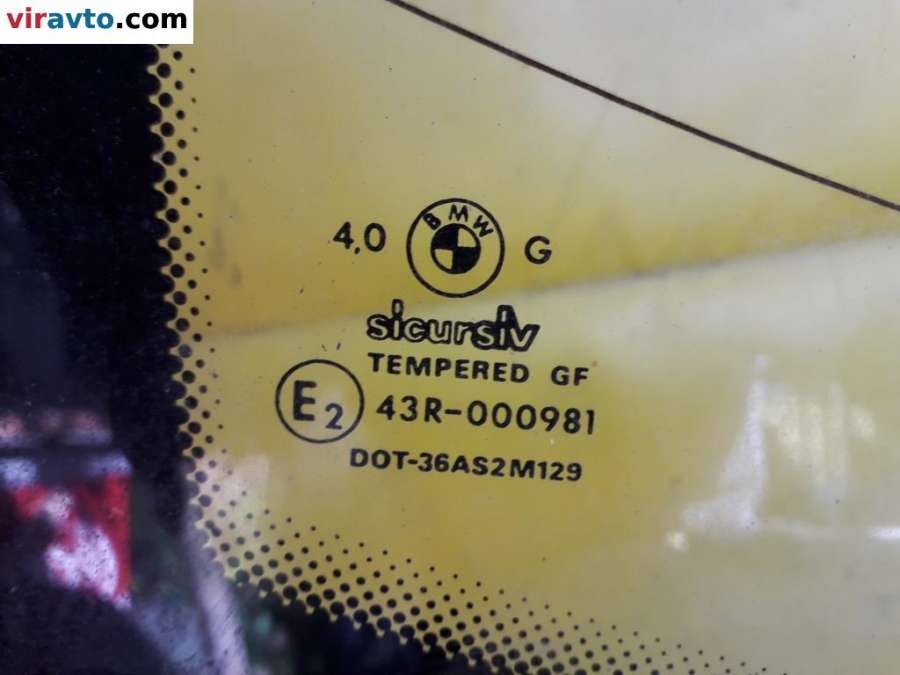 viravto.com
BMW
4,0 G
sicursiv
TEMPERED GF
E2 43R-000981
DOT-36AS2M129